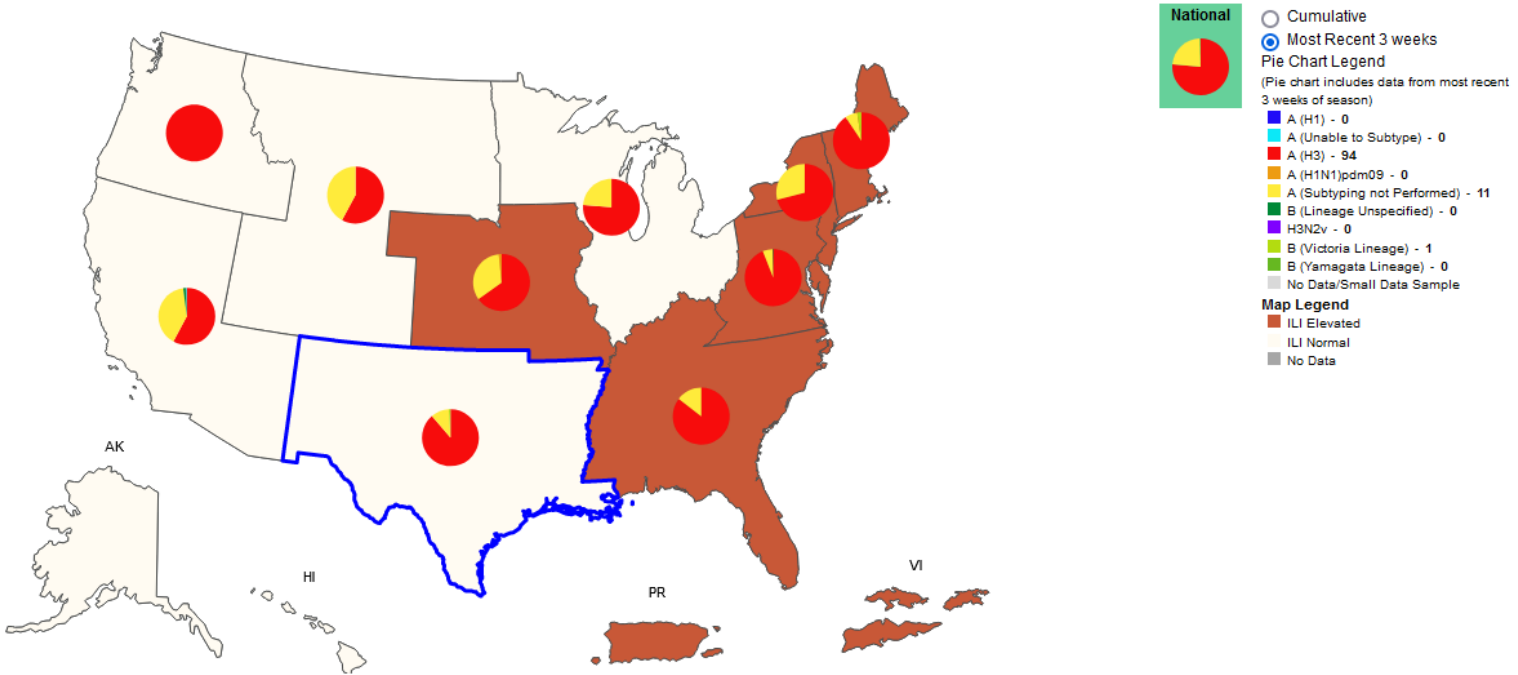 National
Cumulative
Most Recent 3 weeks
Pie Chart Legend
(Pie chart includes data from most recent
3 weeks of season)
A (H1) - 0
A (Unable to Subtype) - 0
A (H3) - 94
A (H1N1)pdm09 - 0
A (Subtyping not Performed) - 11
B (Lineage Unspecified) - 0
H3N2v - 0
B (Victoria Lineage) - 1
B (Yamagata Lineage) - 0
No Data/Small Data Sample
Map Legend
ILI Elevated
ILI Normal
No Data
AK
HI
PR
VI